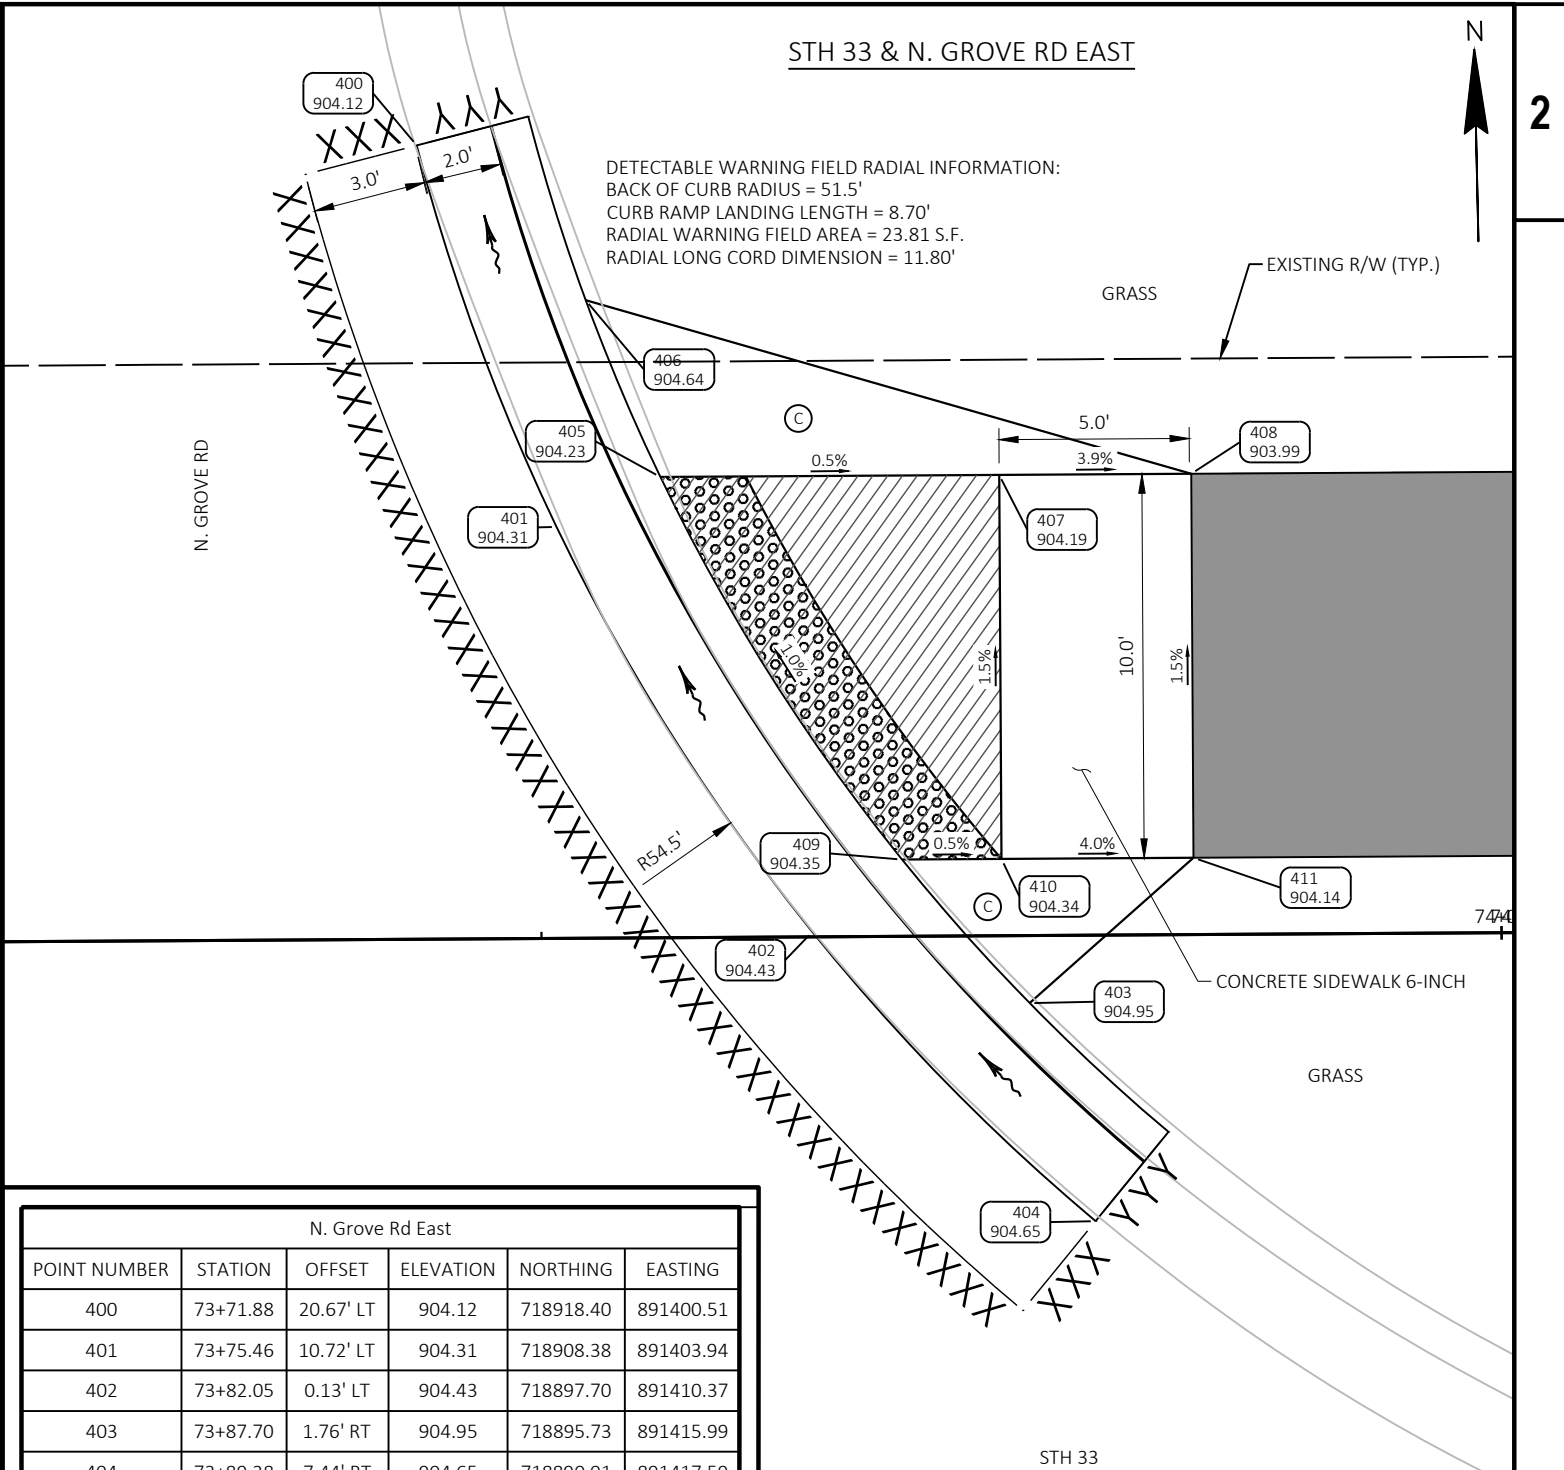 STH 33 & N. GROVE RD EAST
N
2
400
904.12
3.0'
2.0'
DETECTABLE WARNING FIELD RADIAL INFORMATION:
BACK OF CURB RADIUS = 51.5'
CURB RAMP LANDING LENGTH = 8.70'
RADIAL WARNING FIELD AREA = 23.81 S.F.
RADIAL LONG CORD DIMENSION = 11.80'
EXISTING R/W (TYP.)
GRASS
406
904.64
C
5.0'
405
904.23
408
903.99
0.5%
3.9%
N. GROVE RD
401
904.31
407
904.19
1.0%
1.5%
10.0'
1.5%
R54.5'
409
904.35
0.5%
4.0%
410
904.34
411
904.14
C
402
904.43
CONCRETE SIDEWALK 6-INCH
403
904.95
GRASS
404
904.65
N. Grove Rd East
POINT NUMBER STATION OFFSET ELEVATION NORTHING EASTING
400 73+71.88 20.67' LT 904.12 718918.40 891400.51
401 73+75.46 10.72' LT 904.31 718908.38 891403.94
402 73+82.05 0.13' LT 904.43 718897.70 891410.37
403 73+87.70 1.76' RT 904.95 718895.73 891415.99
STH 33